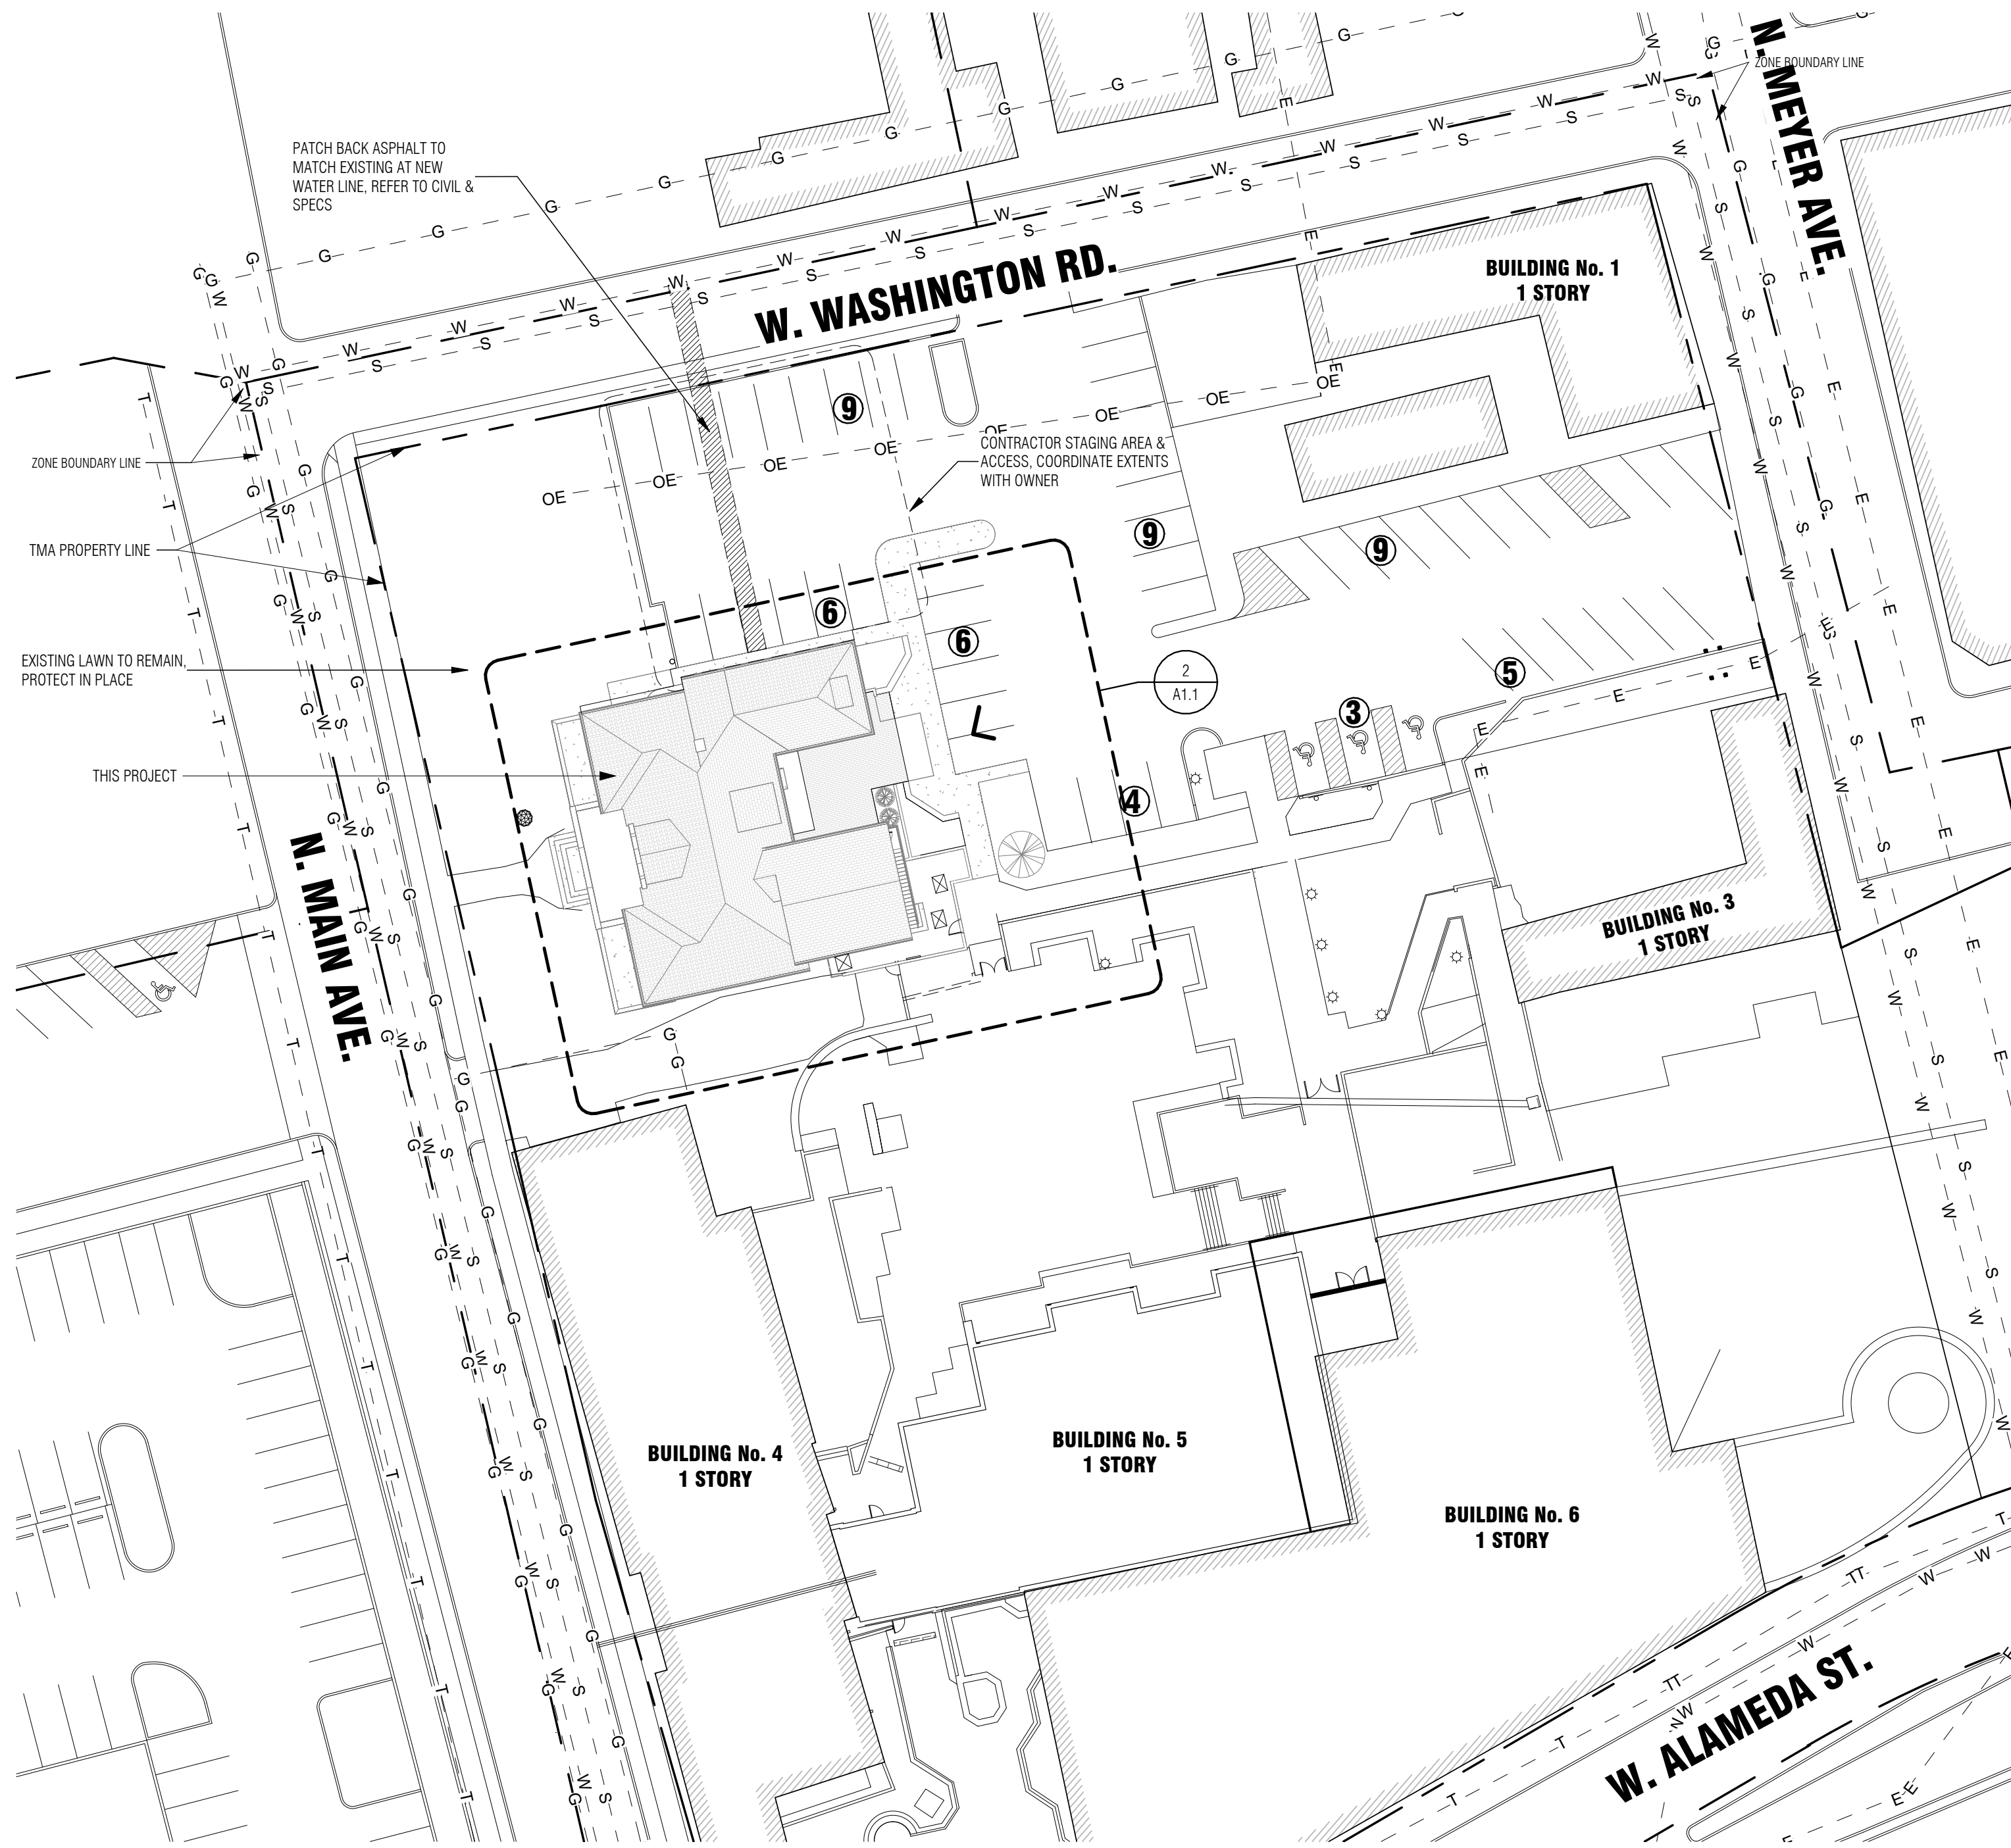 N. MEYER AVE.
ZONE BOUNDARY LINE
PATCH BACK ASPHALT TO
MATCH EXISTING AT NEW
WATER LINE, REFER TO CIVIL &
SPECS
W. WASHINGTON RD.
BUILDING No. 1
1 STORY
9
CONTRACTOR STAGING AREA &
ACCESS, COORDINATE EXTENTS
WITH OWNER
ZONE BOUNDARY LINE
9
9
TMA PROPERTY LINE
6
6
EXISTING LAWN TO REMAIN,
PROTECT IN PLACE
2
A1.1
5
3
THIS PROJECT
4
N. MAIN AVE.
BUILDING No. 3
1 STORY
BUILDING No. 4
1 STORY
BUILDING No. 5
1 STORY
BUILDING No. 6
1 STORY
W. ALAMEDA ST.